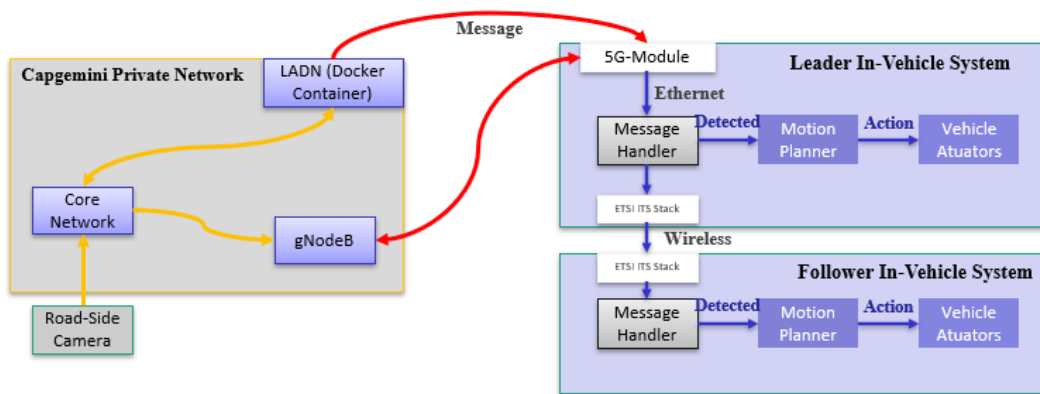 Message
Capgemini Private Network
LADN (Docker
Container)
Core
Network
gNodeB
Road-Side
Camera
5G-Module
Leader In-Vehicle System
Ethernet
Message
Handler
Detected
Motion
Planner
Action
Vehicle
Atuators
ETSI ITS Stack
Wireless
ETSI ITS Stack
Follower In-Vehicle System
Message
Handler
Detected
Motion
Planner
Action
Vehicle
Atuators